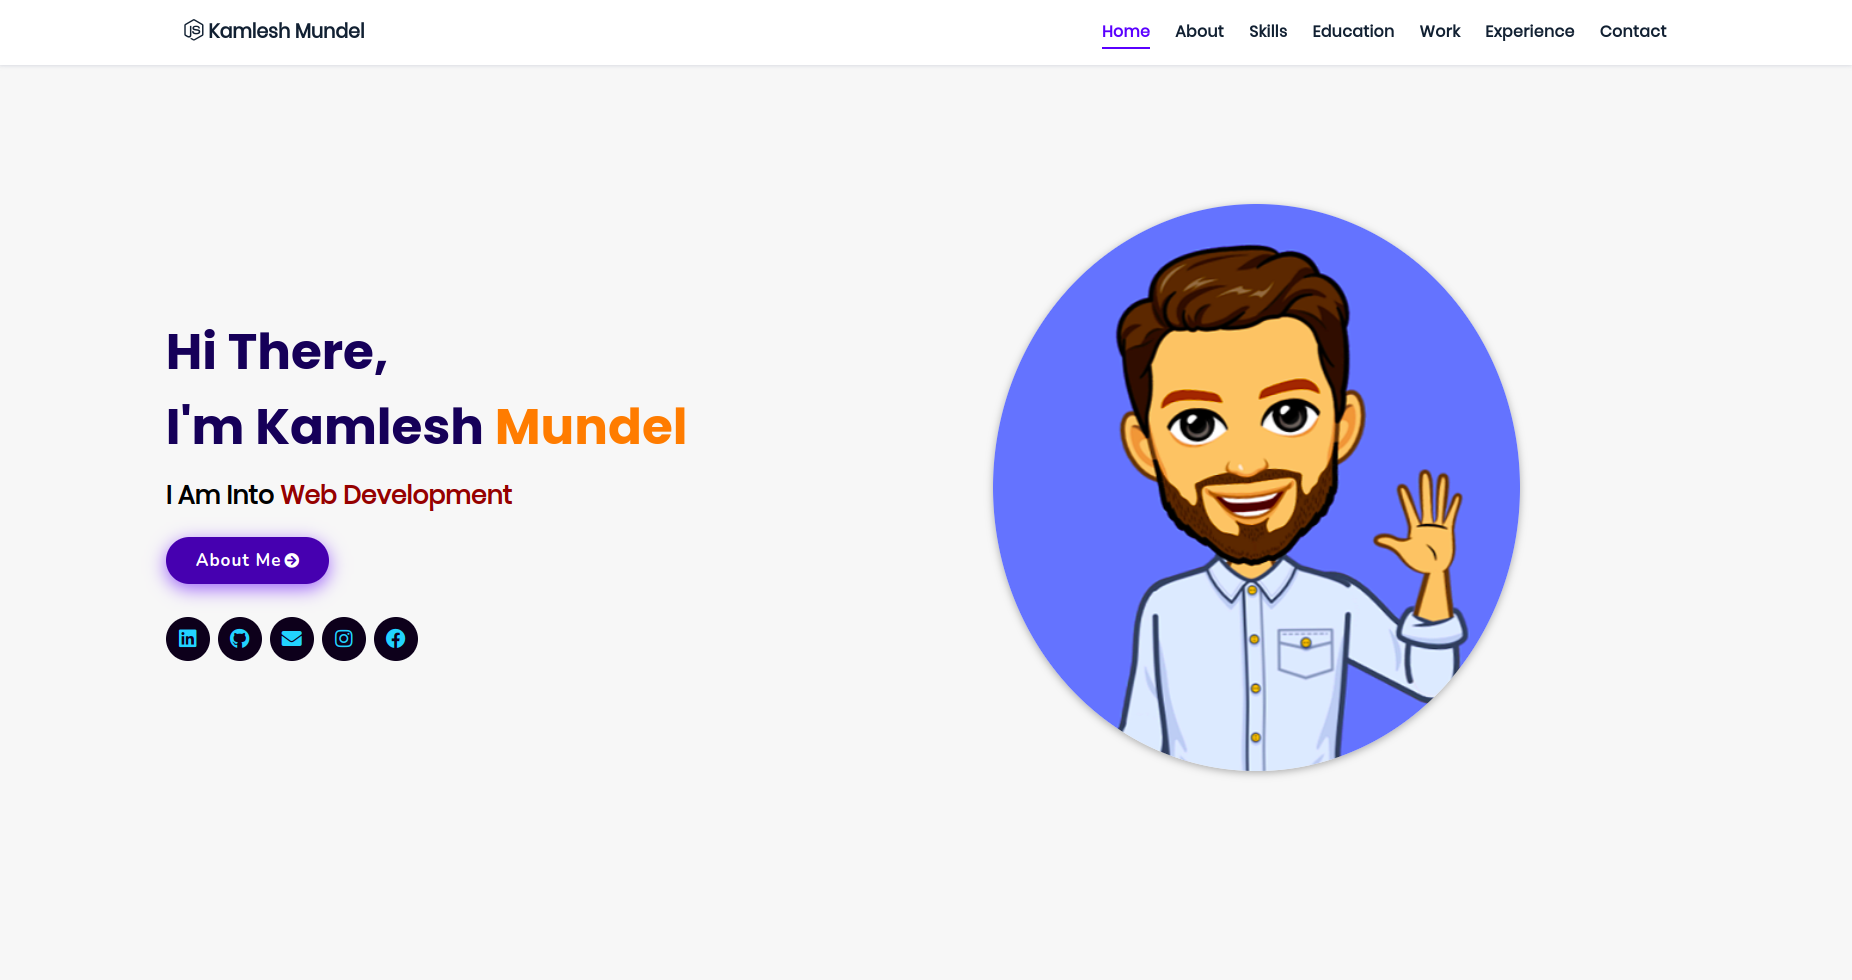 Kamlesh Mundel
Home About Skills Education Work Experience Contact
Hi There,
I'm Kamlesh Mundel
I Am Into Web Development
About Me